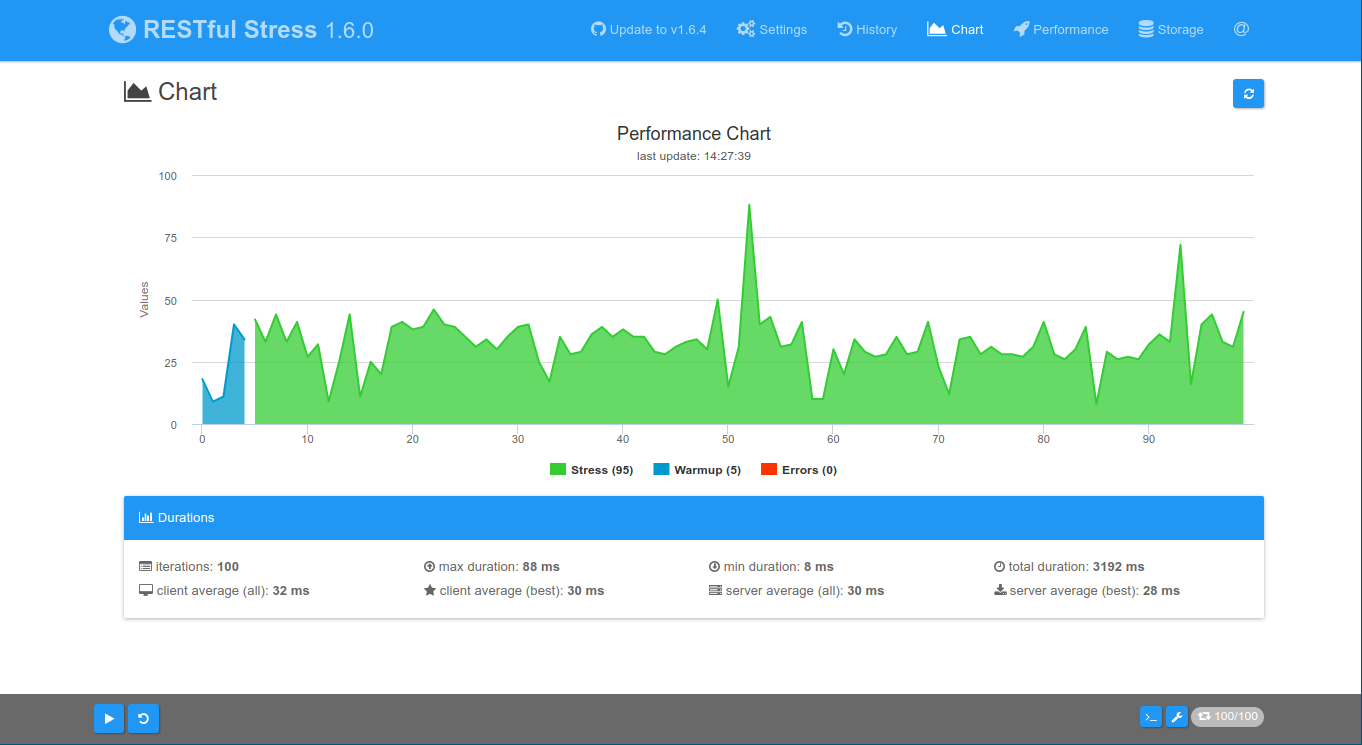 RESTful Stress 1.6.0
Update to v1.6.4 Settings History Chart Performance Storage @
Chart
Performance Chart
last update: 14:27:39
Values
100
75
50
25
0
0 10 20 30 40 50 60 70 80 90
Stress (95) Warmup (5) Errors (0)
Durations
iterations: 100 max duration: 88 ms min duration: 8 ms total duration: 3192 ms
client average (all): 32 ms client average (best): 30 ms server average (all): 30 ms server average (best): 28 ms
>_ 100/100